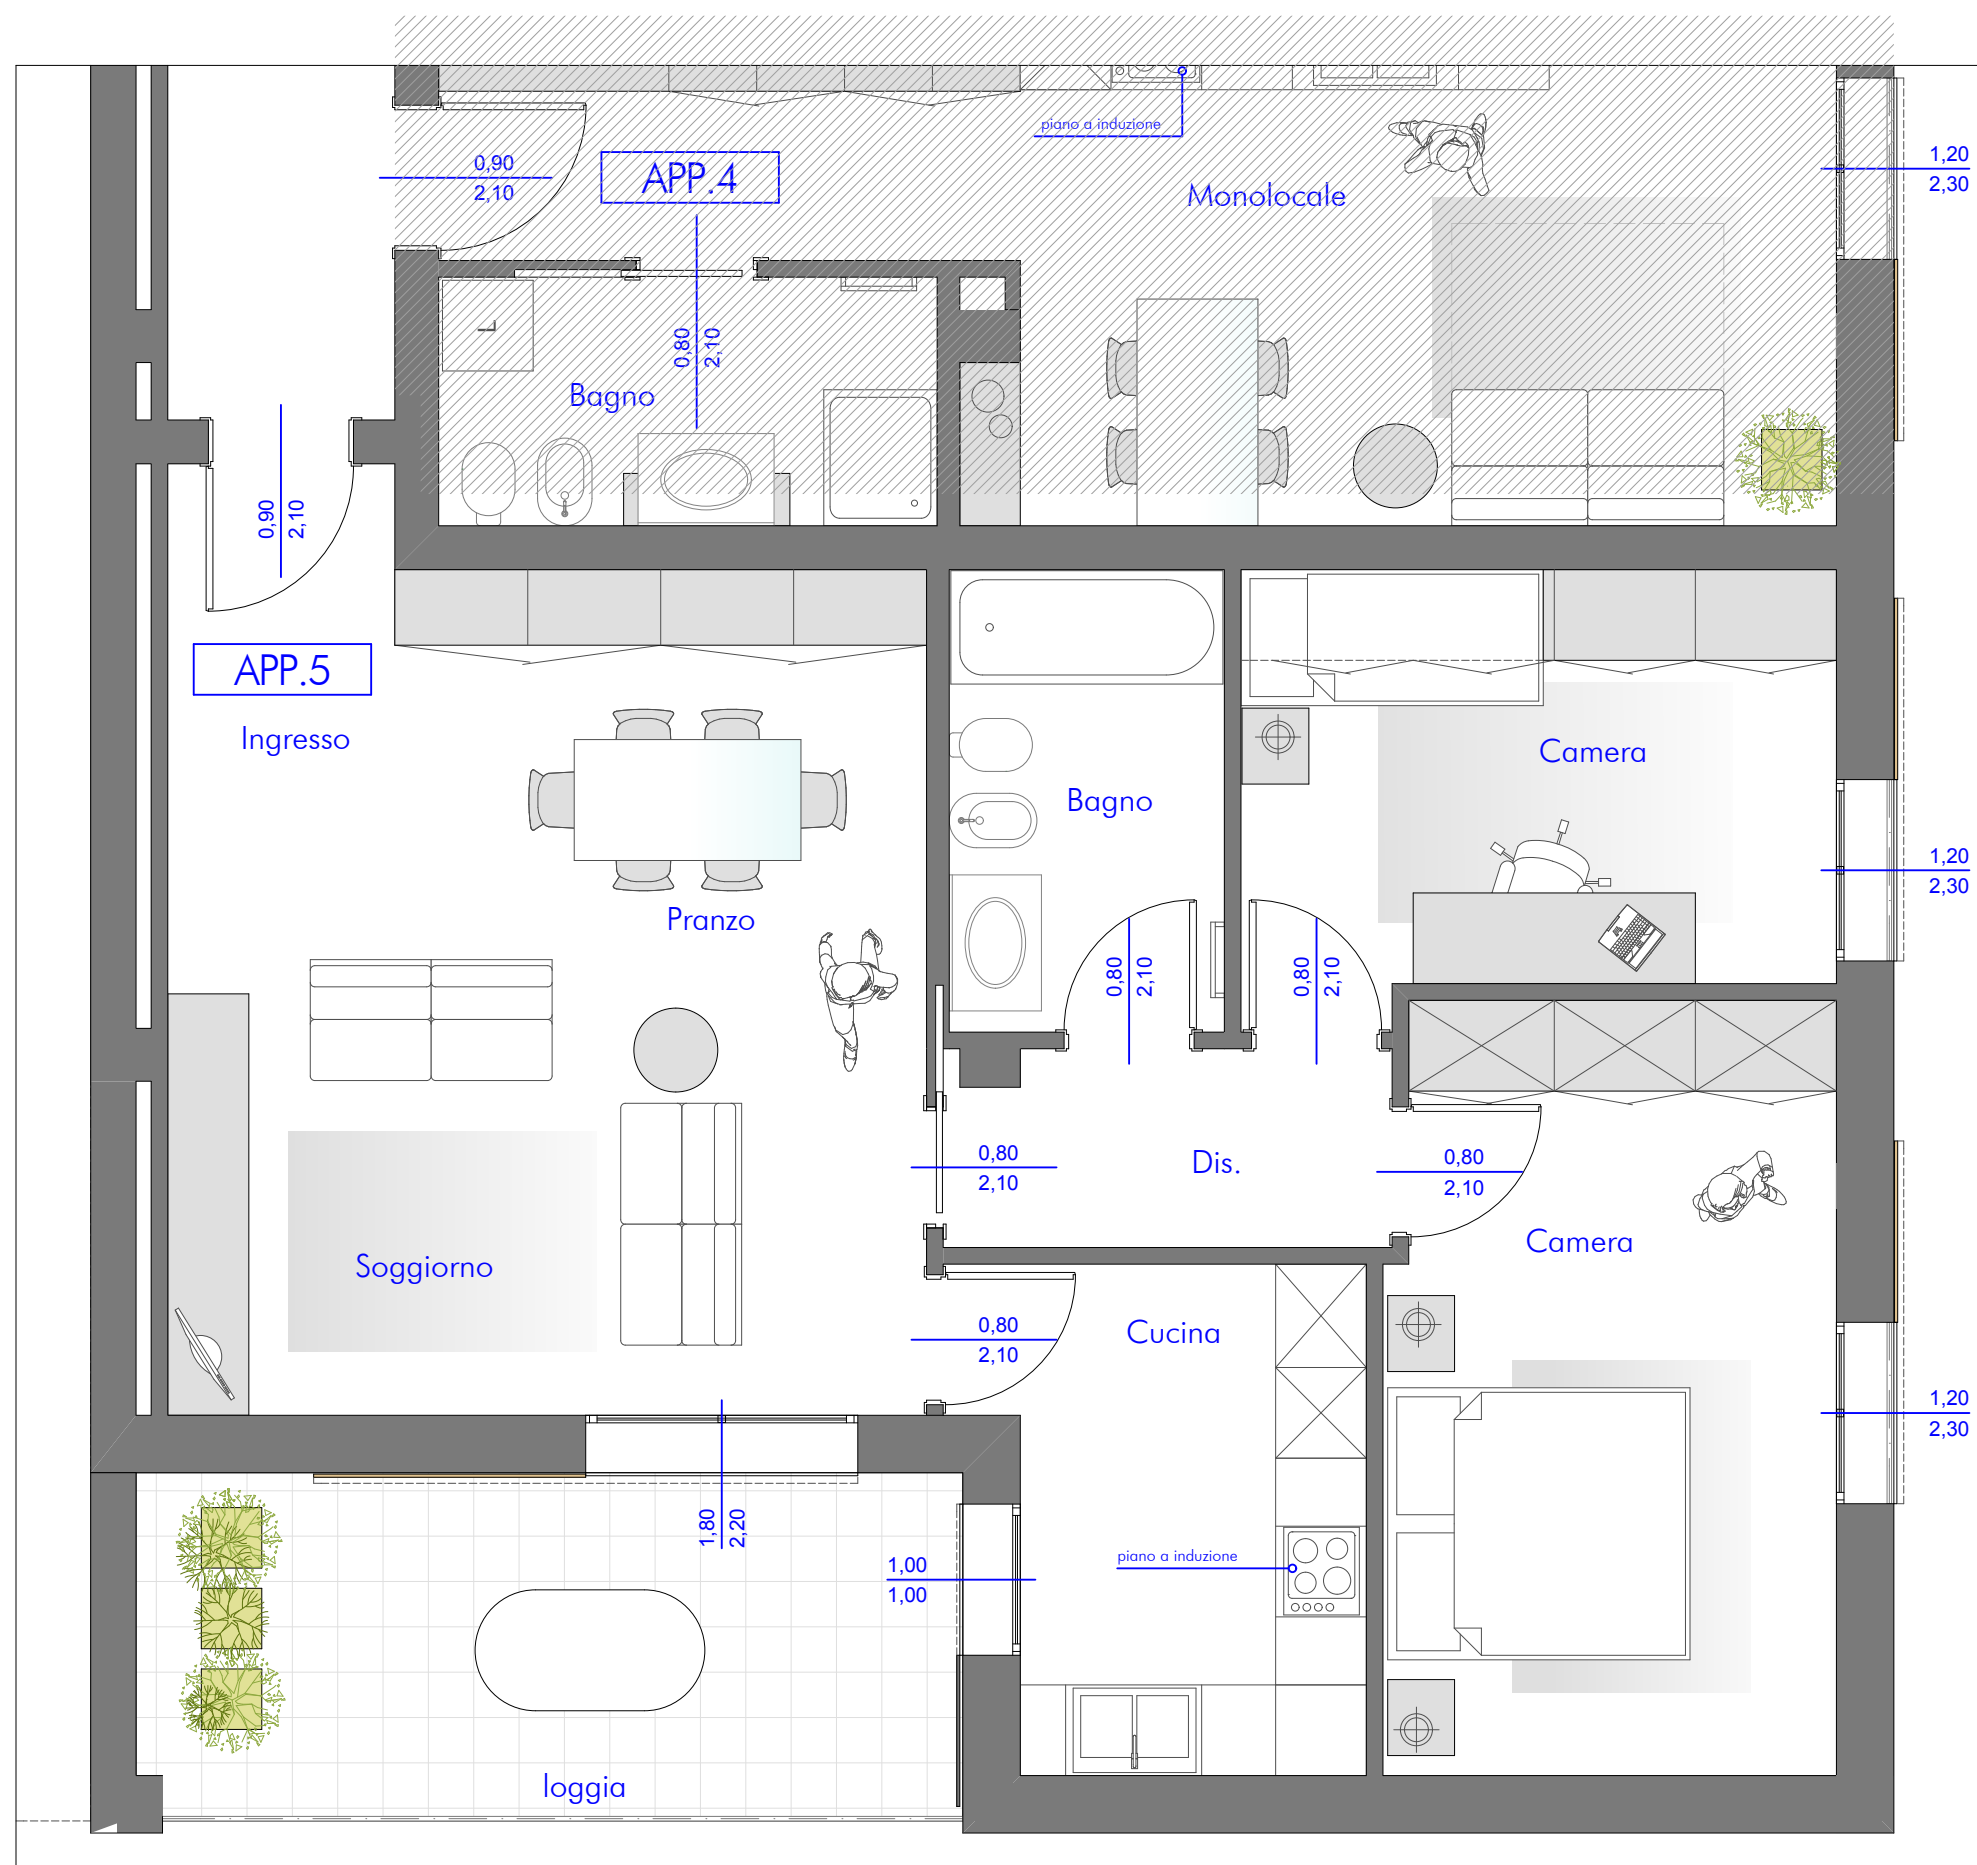 piano a induzione
0,90
2,10
APP.4
Monolocale
1,20
2,30
0,80
2,10
Bagno
0,90
2,10
APP.5
Ingresso
Camera
Bagno
1,20
2,30
Pranzo
0,80
2,10
0,80
2,10
0,80
2,10
Dis.
0,80
2,10
Camera
Soggiorno
0,80
2,10
Cucina
1,20
2,30
1,80
2,20
piano a induzione
1,00
1,00
loggia